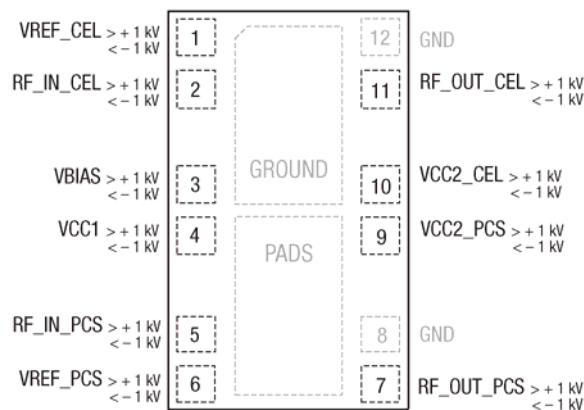 VREF_CEL > + 1 kV
< – 1 kV
1
12
GND
RF_IN_CEL > + 1 kV
< – 1 kV
2
11
RF_OUT_CEL > + 1 kV
< – 1 kV
VBIAS > + 1 kV
< – 1 kV
3
GROUND
10
VCC2_CEL > + 1 kV
< – 1 kV
VCC1 > + 1 kV
< – 1 kV
4
PADS
9
VCC2_PCS > + 1 kV
< – 1 kV
RF_IN_PCS > + 1 kV
< – 1 kV
5
8
GND
VREF_PCS > + 1 kV
< – 1 kV
6
7
RF_OUT_PCS > + 1 kV
< – 1 kV